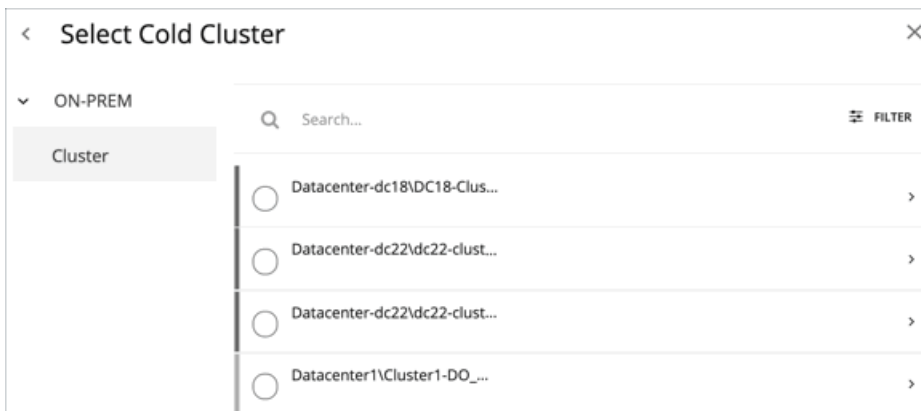 Select Cold Cluster
ON-PREM
Cluster
Search...
FILTER
Datacenter-dc18\DC18-Clus...
Datacenter-dc22\dc22-clust...
Datacenter-dc22\dc22-clust...
Datacenter1\Cluster1-DO_...